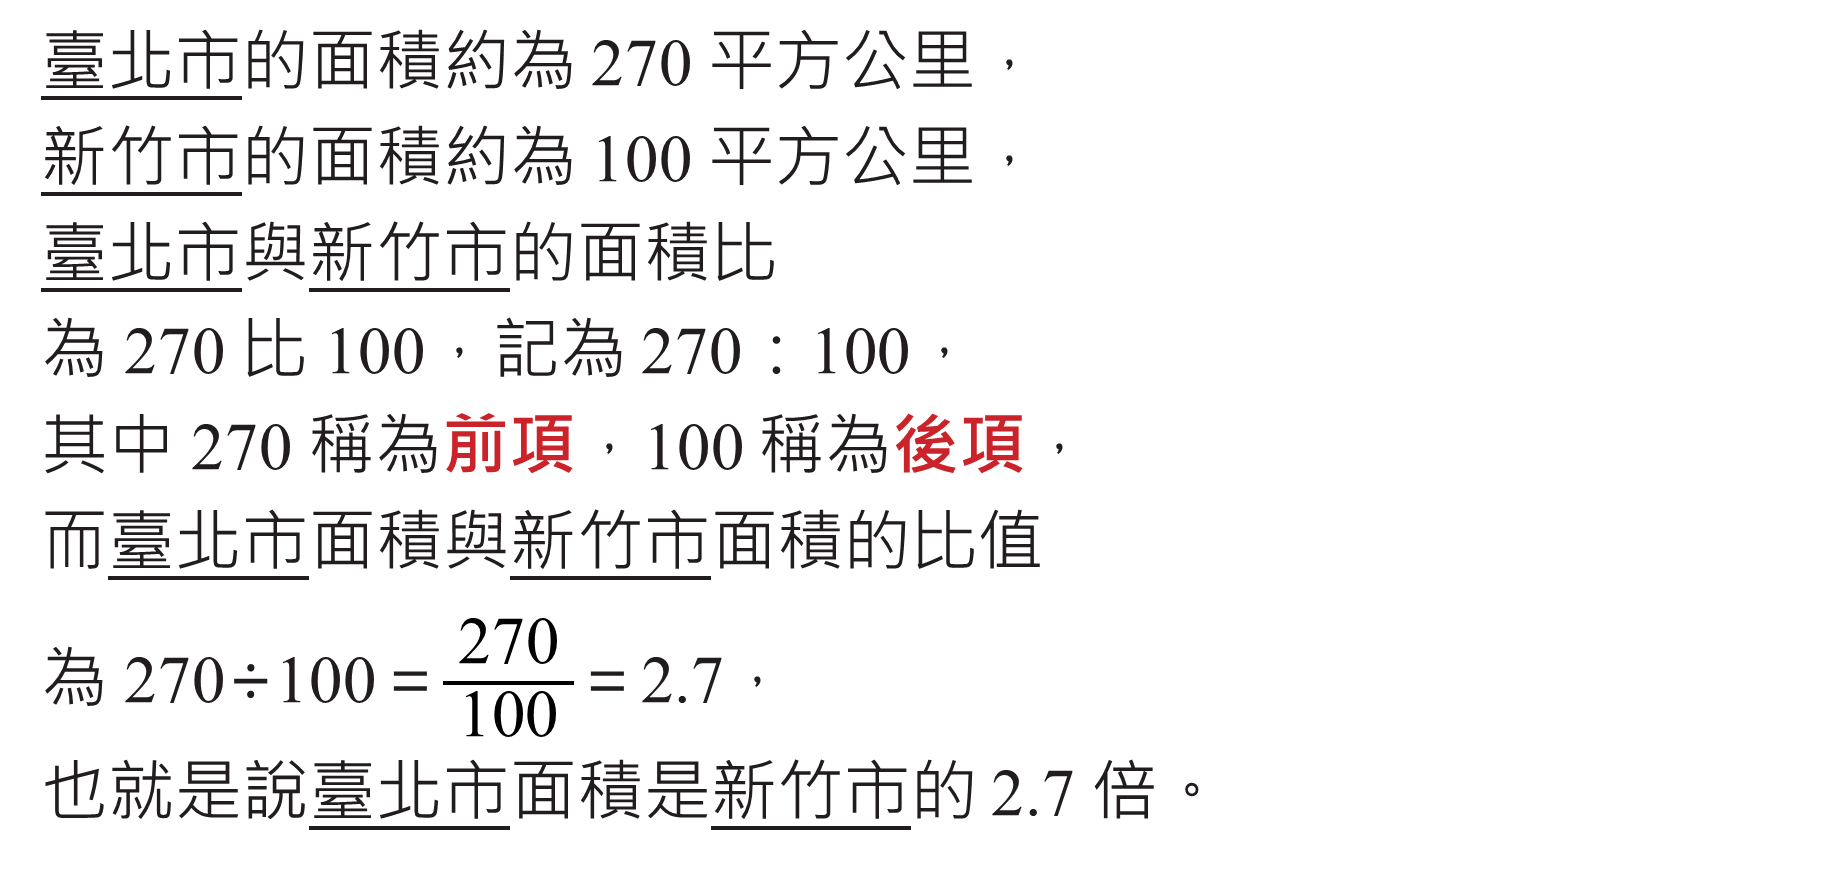 臺北市的面積約為 270 平方公里，
新竹市的面積約為 100 平方公里，
臺北市與新竹市的面積比
為 270 比 100，記為 270：100，
其中 270 稱為前項，100 稱為後項，
而臺北市面積與新竹市面積的比值
為 270÷100 = 270/100 = 2.7，
也就是說臺北市面積是新竹市的 2.7 倍。